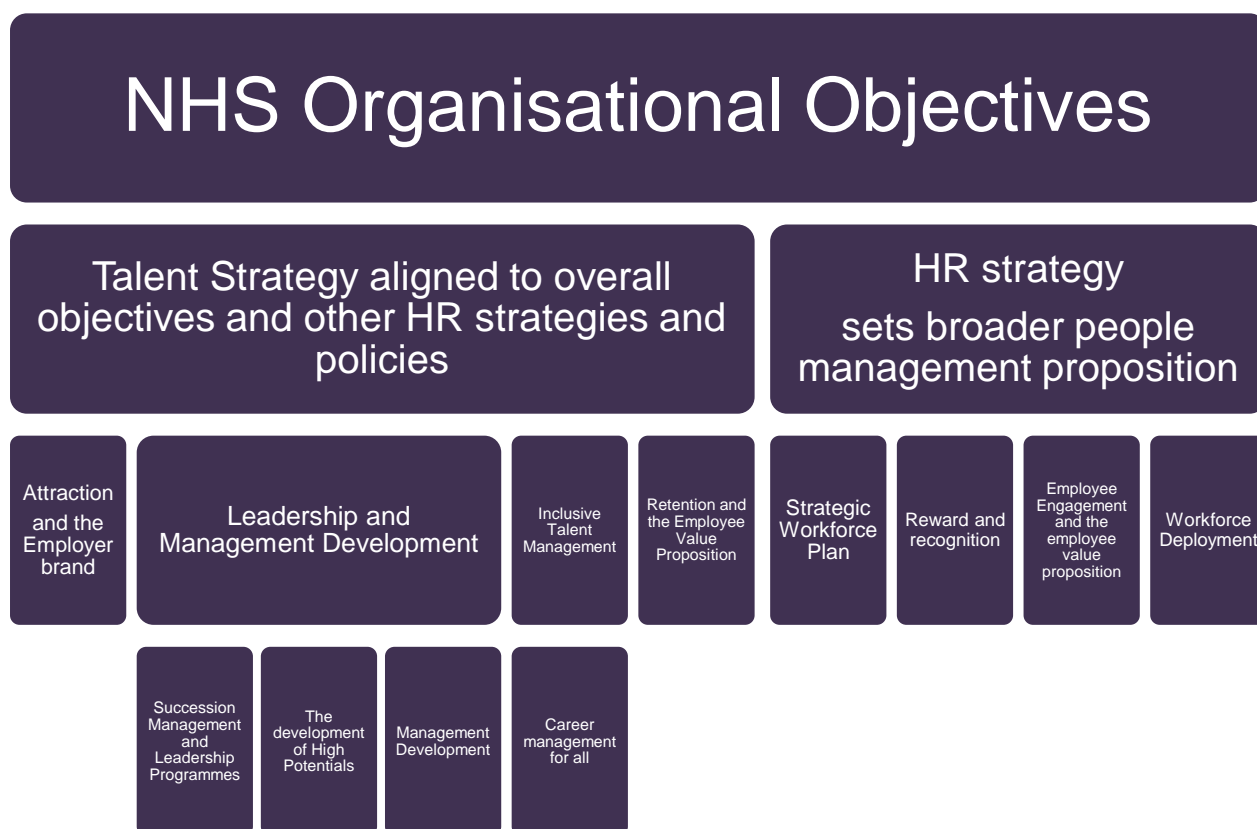 NHS Organisational Objectives
Talent Strategy aligned to overall
objectives and other HR strategies and
policies
HR strategy
sets broader people
management proposition
Attraction
and the
Employer
brand
Leadership and
Management Development
Inclusive
Talent
Management
Retention and
the Employee
Value
Proposition
Strategic
Workforce
Plan
Reward and
recognition
Employee
Engagement
and the
employee
value
proposition
Workforce
Deployment
Succession
Management
and
Leadership
Programmes
The
development
of High
Potentials
Management
Development
Career
management
for all